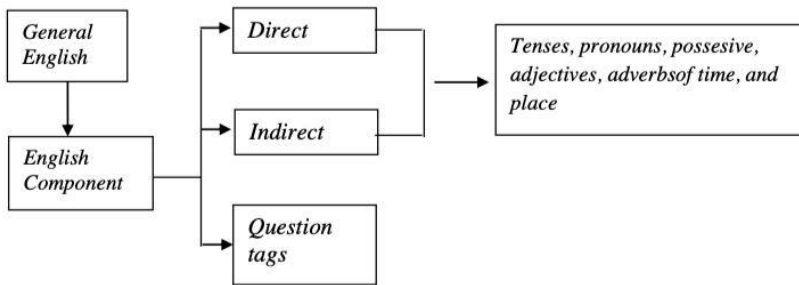 General
English
English
Component
Direct
Indirect
Question
tags
Tenses, pronouns, possesive,
adjectives, adverbsof time, and
place